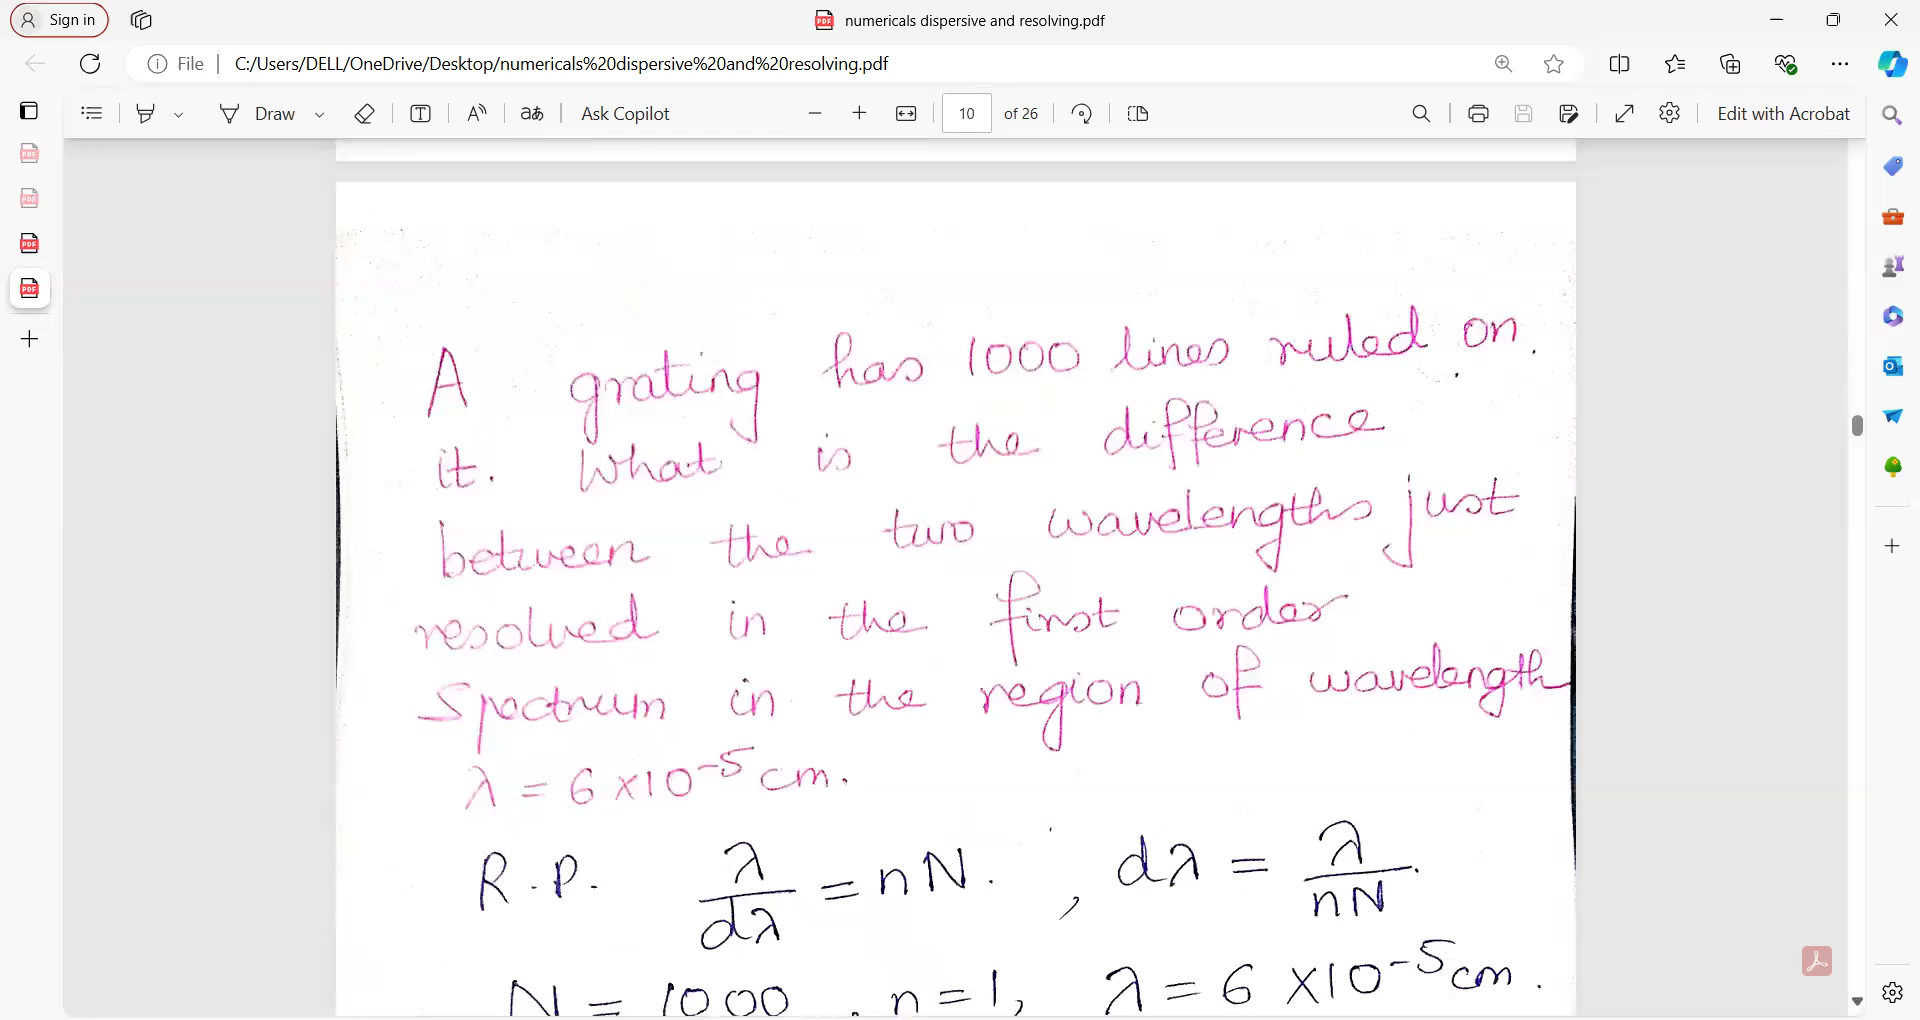 Sign in
numericals dispersive and resolving.pdf
File
C:/Users/DELL/OneDrive/Desktop/numericals%20dispersive%20and%20resolving.pdf
Draw
Ask Copilot
10 of 26
Edit with Acrobat
A grating has 1000 lines ruled on.
it. What is the difference
between the two wavelengths just
resolved in the first order
Spectrum in the region of wavelength
λ = 6 x10⁻⁵ cm.
R.P. λ/dλ = nN. , dλ = λ/nN.
N = 1000, n=1, λ = 6 X10⁻⁵cm.